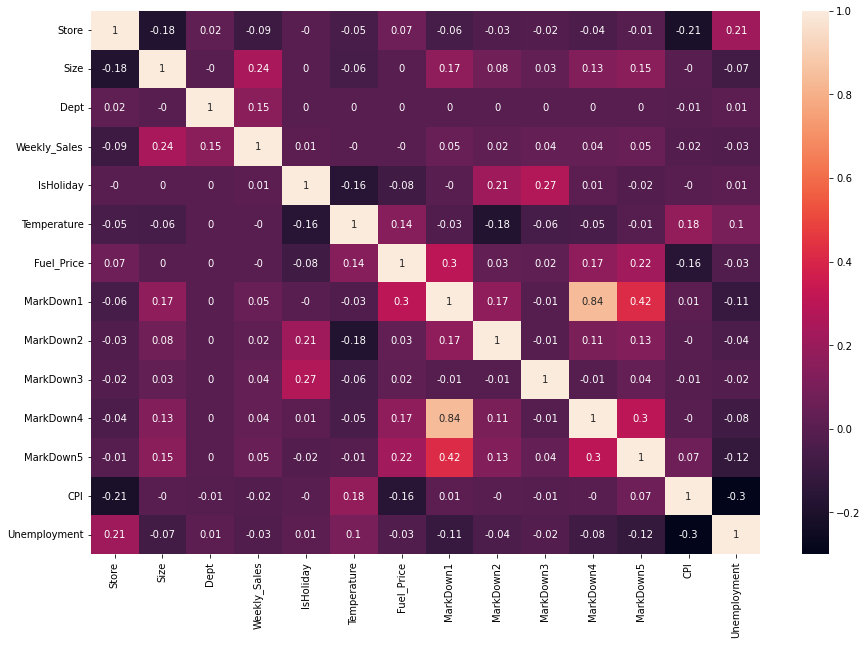 Store 1 -0.18 0.02 -0.09 -0 -0.05 0.07 -0.06 -0.03 -0.02 -0.04 -0.01 -0.21 0.21
Size -0.18 1 -0 0.24 0 -0.06 0 0.17 0.08 0.03 0.13 0.15 -0 -0.07
Dept 0.02 -0 1 0.15 0 0 0 0 0 0 0 0 -0.01 0.01
Weekly_Sales -0.09 0.24 0.15 1 0.01 -0 -0 0.05 0.02 0.04 0.04 0.05 -0.02 -0.03
IsHoliday -0 0 0 0.01 1 -0.16 -0.08 -0 0.21 0.27 0.01 -0.02 -0 0.01
Temperature -0.05 -0.06 0 -0 -0.16 1 0.14 -0.03 -0.18 -0.06 -0.05 -0.01 0.18 0.1
Fuel_Price 0.07 0 0 -0 -0.08 0.14 1 0.3 0.03 0.02 0.17 0.22 -0.16 -0.03
MarkDown1 -0.06 0.17 0 0.05 -0 -0.03 0.3 1 0.17 -0.01 0.84 0.42 0.01 -0.11
MarkDown2 -0.03 0.08 0 0.02 0.21 -0.18 0.03 0.17 1 -0.01 0.11 0.13 -0 -0.04
MarkDown3 -0.02 0.03 0 0.04 0.27 -0.06 0.02 -0.01 -0.01 1 -0.01 0.04 -0.01 -0.02
MarkDown4 -0.04 0.13 0 0.04 0.01 -0.05 0.17 0.84 0.11 -0.01 1 0.3 -0 -0.08
MarkDown5 -0.01 0.15 0 0.05 -0.02 -0.01 0.22 0.42 0.13 0.04 0.3 1 0.07 -0.12
CPI -0.21 -0 -0.01 -0.02 -0 0.18 -0.16 0.01 -0 -0.01 -0 0.07 1 -0.3
Unemployment 0.21 -0.07 0.01 -0.03 0.01 0.1 -0.03 -0.11 -0.04 -0.02 -0.08 -0.12 -0.3 1
Store
Size
Dept
Weekly_Sales
IsHoliday
Temperature
Fuel_Price
MarkDown1
MarkDown2
MarkDown3
MarkDown4
MarkDown5
CPI
Unemployment
1.0
0.8
0.6
0.4
0.2
0.0
−0.2